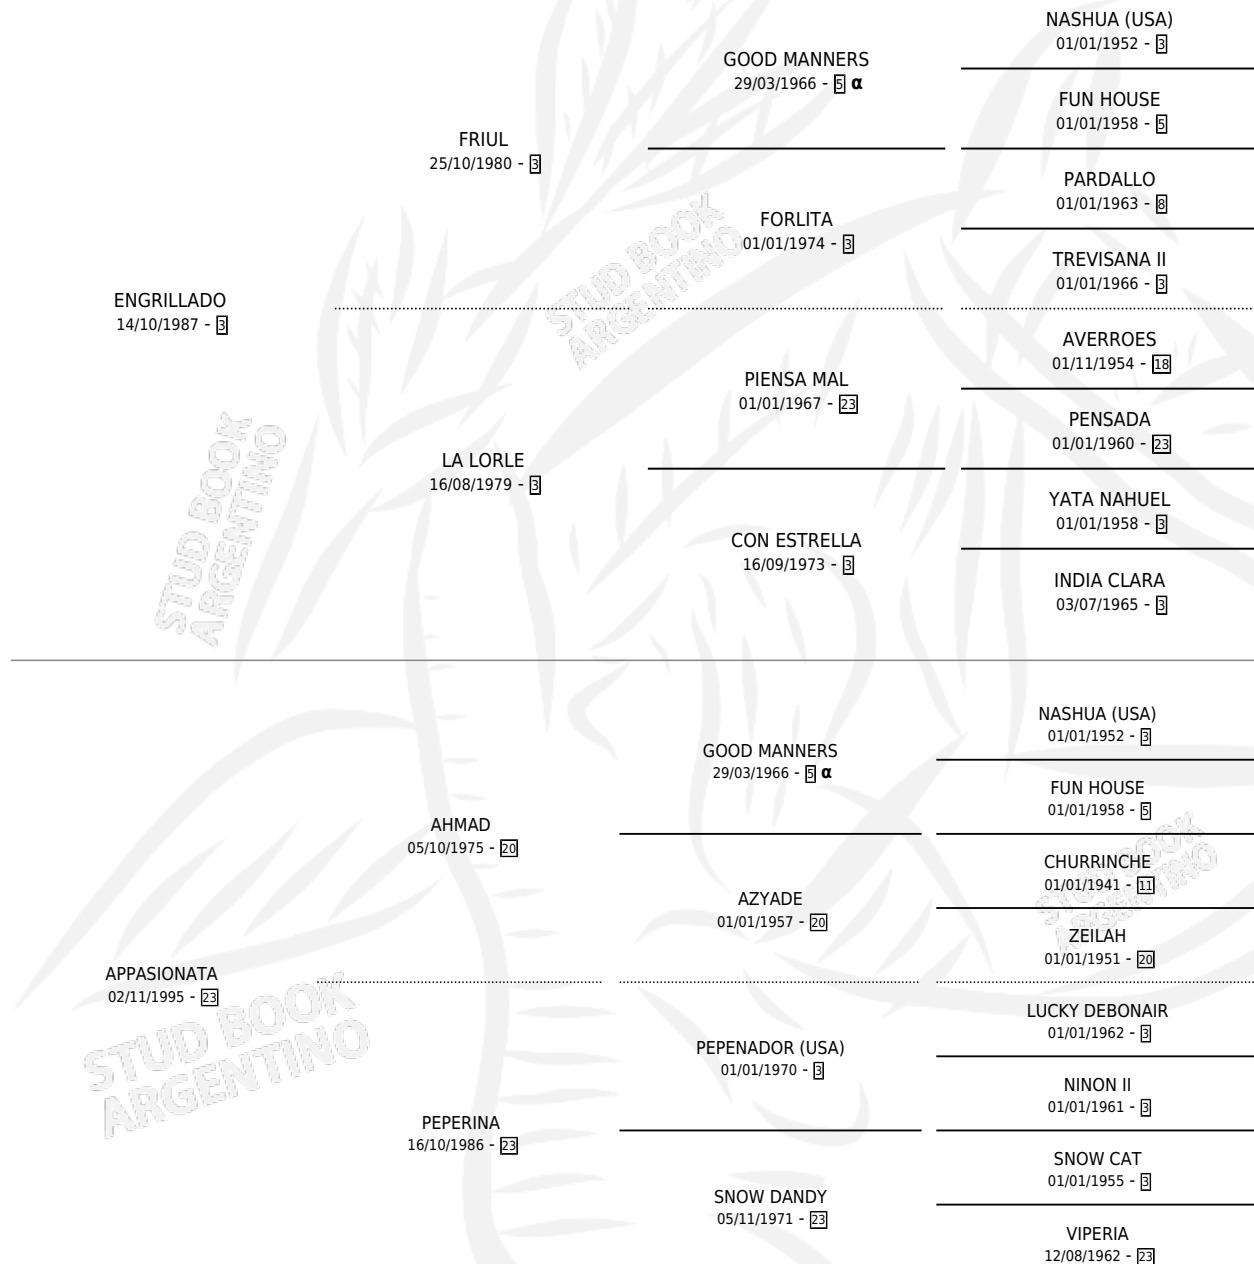 NASHUA (USA)
01/01/1952 - 3
GOOD MANNERS
29/03/1966 - 5 α
FUN HOUSE
01/01/1958 - 5
FRIUL
25/10/1980 - 3
PARDALLO
01/01/1963 - 8
FORLITA
01/01/1974 - 3
TREVISANA II
01/01/1966 - 3
ENGRILLADO
14/10/1987 - 3
AVERROES
01/11/1954 - 18
PIENSA MAL
01/01/1967 - 23
PENSADA
01/01/1960 - 23
LA LORLE
16/08/1979 - 3
YATA NAHUEL
01/01/1958 - 3
CON ESTRELLA
16/09/1973 - 3
INDIA CLARA
03/07/1965 - 3
STUD BOOK
ARGENTINO
STUD BOOK
ARGENTINO
NASHUA (USA)
01/01/1952 - 3
GOOD MANNERS
29/03/1966 - 5 α
FUN HOUSE
01/01/1958 - 5
AHMAD
05/10/1975 - 20
CHURRINCHE
01/01/1941 - 11
AZYADE
01/01/1957 - 20
ZEILAH
01/01/1951 - 20
APPASIONATA
02/11/1995 - 23
LUCKY DEBONAIR
01/01/1962 - 3
PEPENADOR (USA)
01/01/1970 - 3
NINON II
01/01/1961 - 3
PEPERINA
16/10/1986 - 23
SNOW CAT
01/01/1955 - 3
SNOW DANDY
05/11/1971 - 23
VIPERIA
12/08/1962 - 23
STUD BOOK
ARGENTINO
STUD BOOK
ARGENTINO